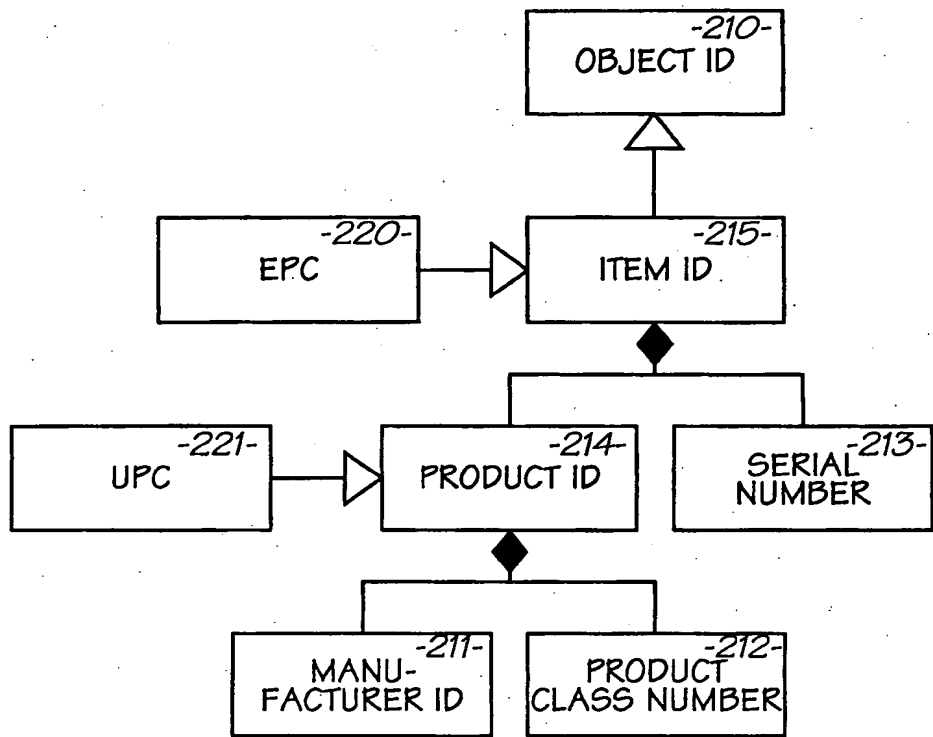 -210-
OBJECT ID
-220-
EPC
-215-
ITEM ID
-221-
UPC
-214-
PRODUCT ID
-213-
SERIAL
NUMBER
-211-
MANU-
FACTURER ID
-212-
PRODUCT
CLASS NUMBER